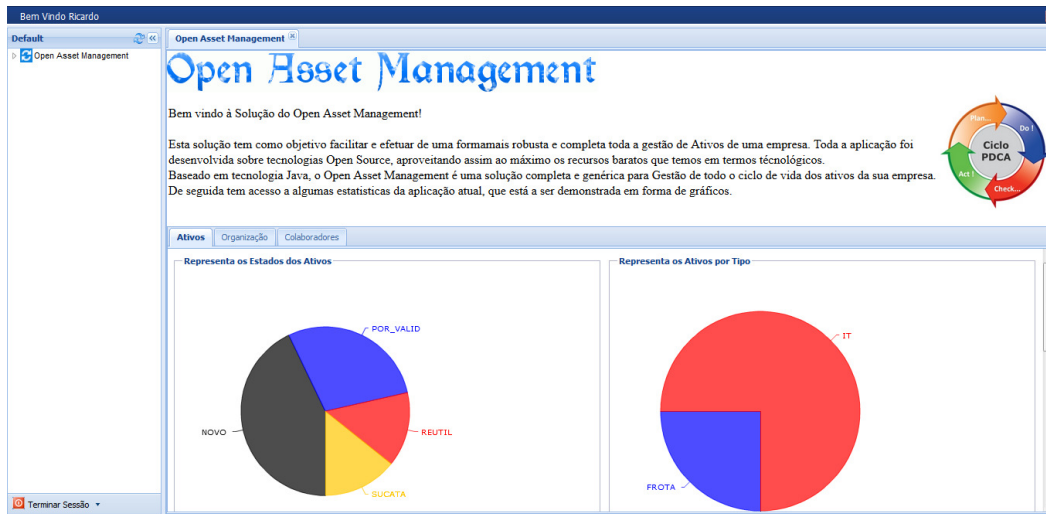 Bem Vindo Ricardo
Default
Open Asset Management
Open Asset Management
Open Asset Management
Bem vindo à Solução do Open Asset Management!
Esta solução tem como objetivo facilitar e efetuar de uma formamais robusta e completa toda a gestão de Ativos de uma empresa. Toda a aplicação foi
desenvolvida sobre tecnologias Open Source, aproveitando assim ao máximo os recursos baratos que temos em termos técnológicos.
Baseado em tecnologia Java, o Open Asset Management é uma solução completa e genérica para Gestão de todo o ciclo de vida dos ativos da sua empresa.
De seguida tem acesso a algumas estatisticas da aplicação atual, que está a ser demonstrada em forma de gráficos.
Plan...
Do !
Ciclo
PDCA
Act !
Check...
Ativos
Organização
Colaboradores
Representa os Estados dos Ativos
POR_VALID
NOVO
REUTIL
SUCATA
Representa os Ativos por Tipo
IT
FROTA
Terminar Sessão